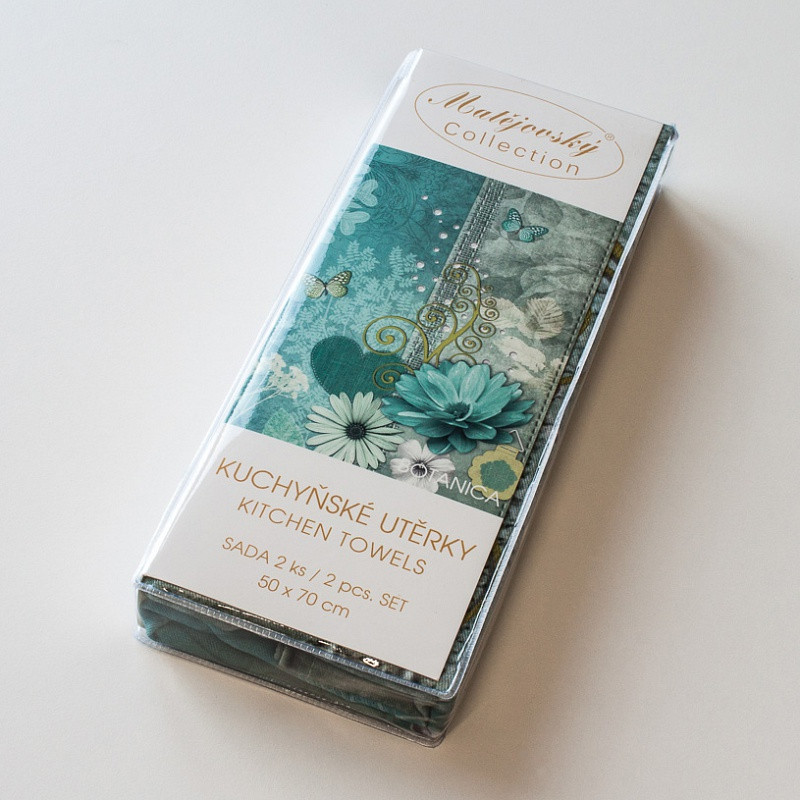 Matějovský®
Collection
BOTANICA
KUCHYŇSKÉ UTĚRKY
KITCHEN TOWELS
SADA 2 ks / 2 pcs. SET
50 x 70 cm